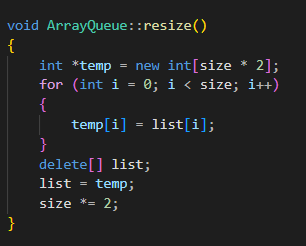 void ArrayQueue::resize()
{
    int *temp = new int[size * 2];
    for (int i = 0; i < size; i++)
    {
        temp[i] = list[i];
    }
    delete[] list;
    list = temp;
    size *= 2;
}